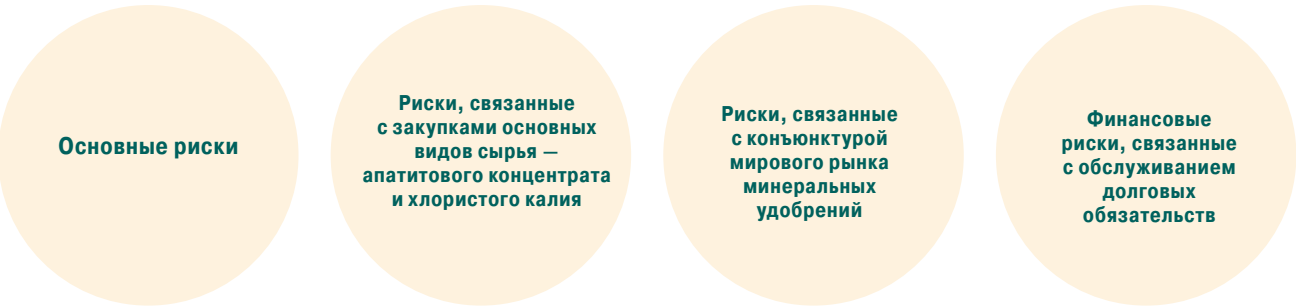 Основные риски
Риски, связанные
с закупками основных
видов сырья —
апатитового концентрата
и хлористого калия
Риски, связанные
с конъюнктурой
мирового рынка
минеральных
удобрений
Финансовые
риски, связанные
с обслуживанием
долговых
обязательств